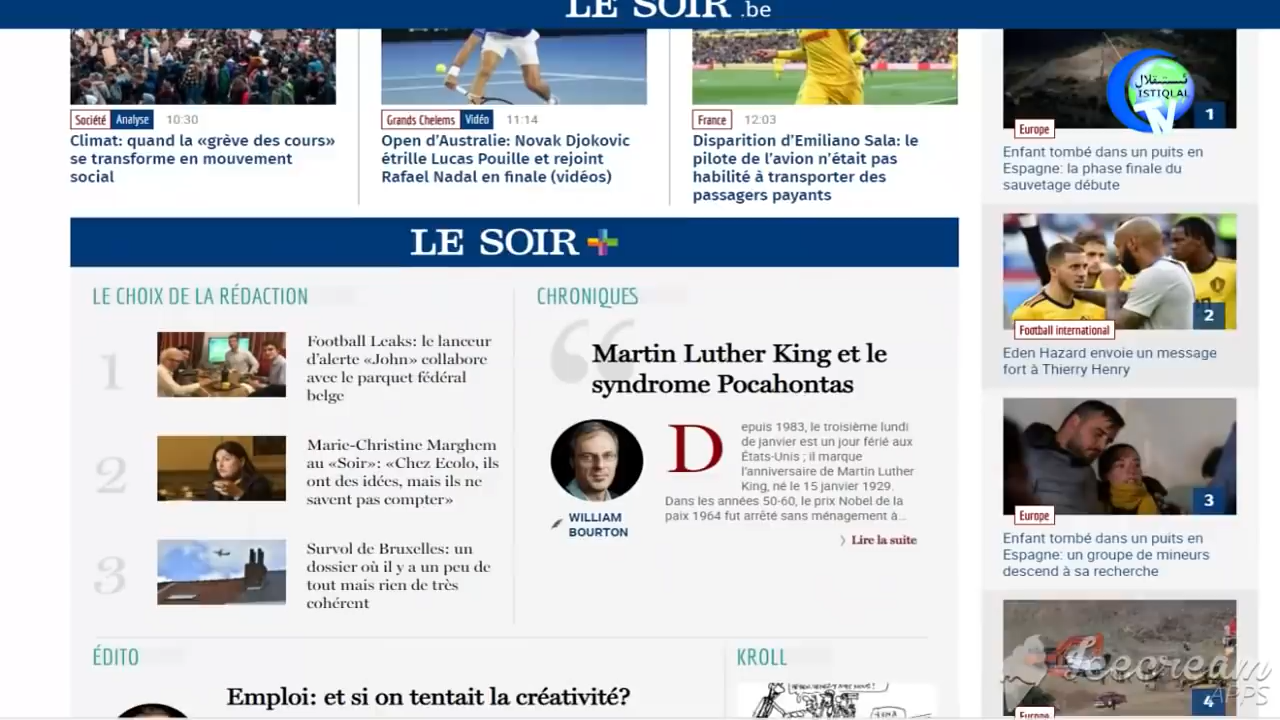 LE SOIR .be
Société Analyse 10:30
Climat: quand la «grève des cours»
se transforme en mouvement
social
Grands Chelems Vidéo 11:14
Open d’Australie: Novak Djokovic
étrille Lucas Pouille et rejoint
Rafael Nadal en finale (vidéos)
France 12:03
Disparition d’Emiliano Sala: le
pilote de l’avion n’était pas
habilité à transporter des
passagers payants
LE SOIR
LE CHOIX DE LA RÉDACTION
1
Football Leaks: le lanceur
d’alerte «John» collabore
avec le parquet fédéral
belge
2
Marie-Christine Marghem
au «Soir»: «Chez Ecolo, ils
ont des idées, mais ils ne
savent pas compter»
3
Survol de Bruxelles: un
dossier où il y a un peu de
tout mais rien de très
cohérent
CHRONIQUES
“
Martin Luther King et le
syndrome Pocahontas
WILLIAM
BOURTON
Depuis 1983, le troisième lundi
de janvier est un jour férié aux
États-Unis ; il marque
l’anniversaire de Martin Luther
King, né le 15 janvier 1929.
Dans les années 50-60, le prix Nobel de la
paix 1964 fut arrêté sans ménagement à...
Lire la suite
ÉDITO
Emploi: et si on tentait la créativité?
KROLL
ئىستىقلال
ISTIQLAL
TV
1
Europe
Enfant tombé dans un puits en
Espagne: la phase finale du
sauvetage débute
2
Football international
Eden Hazard envoie un message
fort à Thierry Henry
3
Europe
Enfant tombé dans un puits en
Espagne: un groupe de mineurs
descend à sa recherche
4
Europe
Icecream
APPS